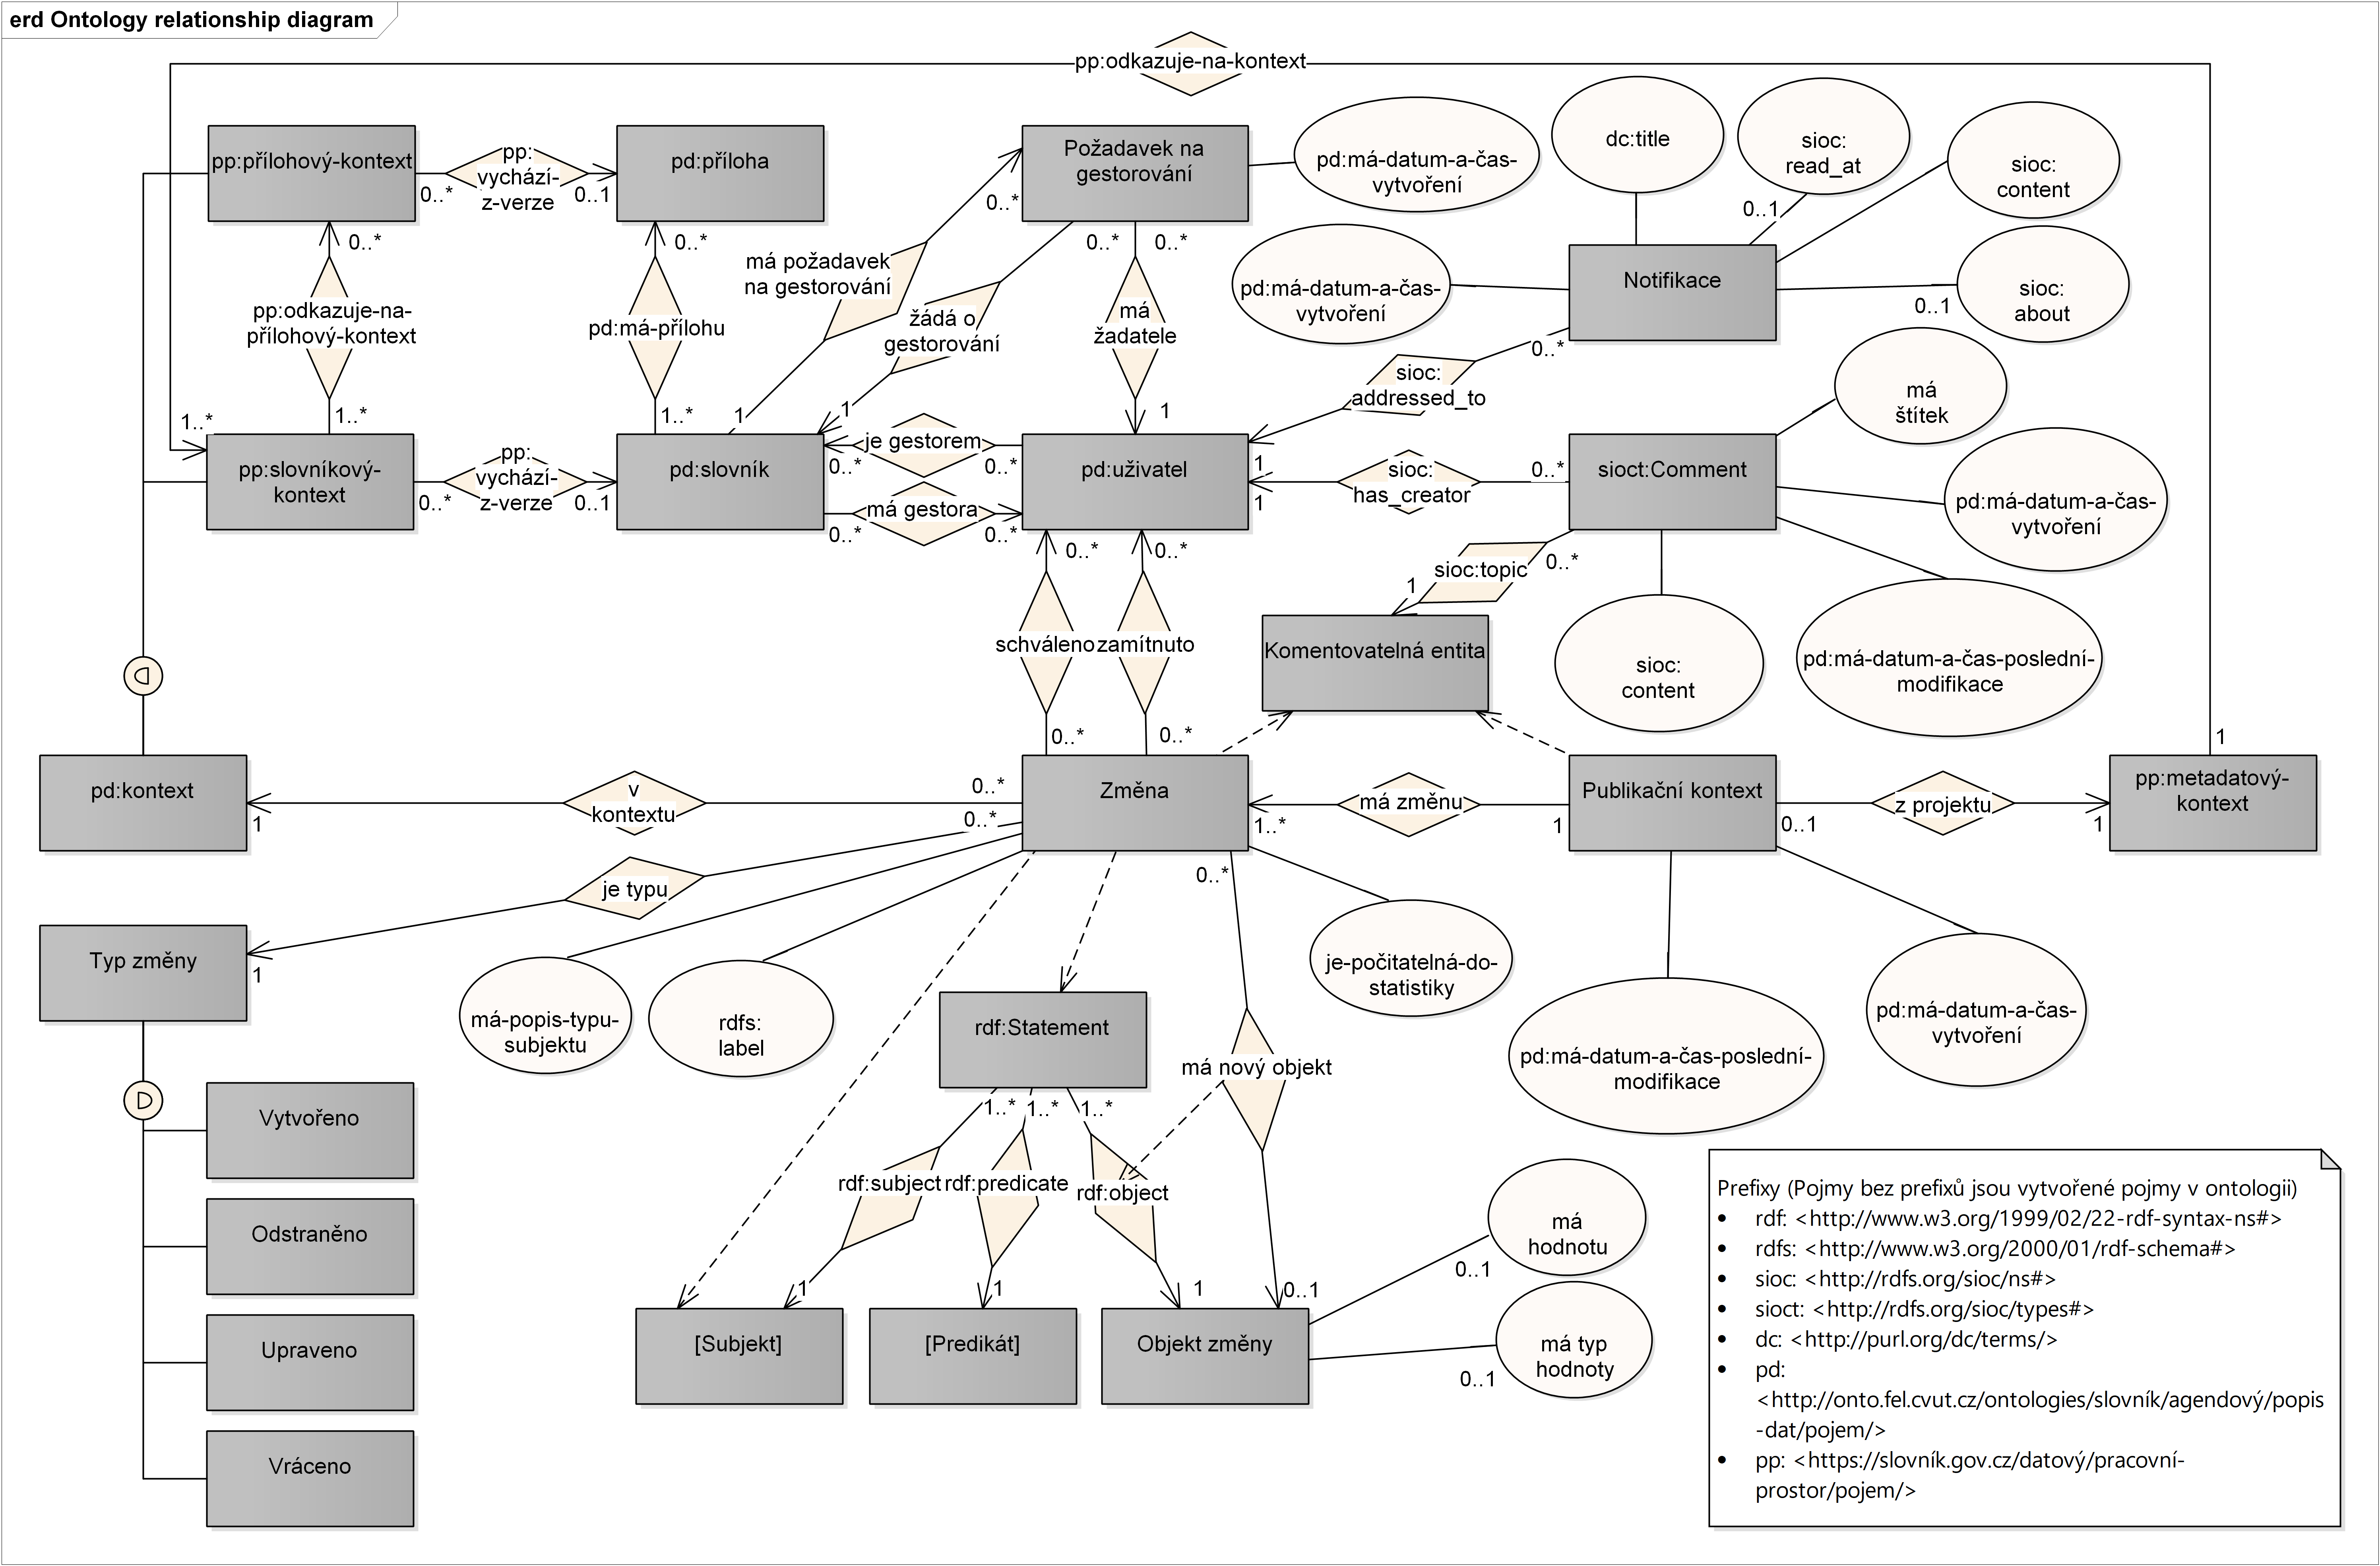 erd Ontology relationship diagram
pp:odkazuje-na-kontext
pp:přílohový-kontext
pp:
vychází-
z-verze
0..*
0..1
pd:příloha
Požadavek na
gestorování
pd:má-datum-a-čas-
vytvoření
dc:title
sioc:
read_at
0..1
sioc:
content
pd:má-datum-a-čas-
vytvoření
Notifikace
sioc:
about
0..1
0..*
0..*
0..*
0..*
0..*
má požadavek
na gestorování
žádá o
gestorování
má
žadatele
pp:odkazuje-na-
přílohový-kontext
pd:má-přílohu
0..*
sioc:
addressed_to
má
štítek
1..*
1..*
1..*
1
1
1
pp:slovníkový-
kontext
pp:
vychází-
z-verze
0..*
0..1
pd:slovník
je gestorem
0..*
0..*
má gestora
0..*
0..*
pd:uživatel
1
1
sioc:
has_creator
0..*
sioct:Comment
pd:má-datum-a-čas-
vytvoření
0..*
0..*
sioc:topic
0..*
1
schváleno
zamítnuto
Komentovatelná entita
sioc:
content
pd:má-datum-a-čas-poslední-
modifikace
0..*
0..*
1
pd:kontext
1
v
kontextu
0..*
Změna
1..*
má změnu
1
Publikační kontext
0..1
z projektu
1
pp:metadatový-
kontext
0..*
je typu
0..*
Typ změny
1
má-popis-typu-
subjektu
rdfs:
label
rdf:Statement
je-počitatelná-do-
statistiky
pd:má-datum-a-čas-poslední-
modifikace
pd:má-datum-a-čas-
vytvoření
má nový objekt
1..*
1..*
1..*
Vytvořeno
rdf:subject
rdf:predicate
rdf:object
Odstraněno
má
hodnotu
0..1
1
1
1
0..1
Upraveno
[Subjekt]
[Predikát]
Objekt změny
má typ
hodnoty
0..1
Vráceno
Prefixy (Pojmy bez prefixů jsou vytvořené pojmy v ontologii)
• rdf: <http://www.w3.org/1999/02/22-rdf-syntax-ns#>
• rdfs: <http://www.w3.org/2000/01/rdf-schema#>
• sioc: <http://rdfs.org/sioc/ns#>
• sioct: <http://rdfs.org/sioc/types#>
• dc: <http://purl.org/dc/terms/>
• pd:
<http://onto.fel.cvut.cz/ontologies/slovník/agendový/popis
-dat/pojem/>
• pp: <https://slovník.gov.cz/datový/pracovní-
prostor/pojem/>